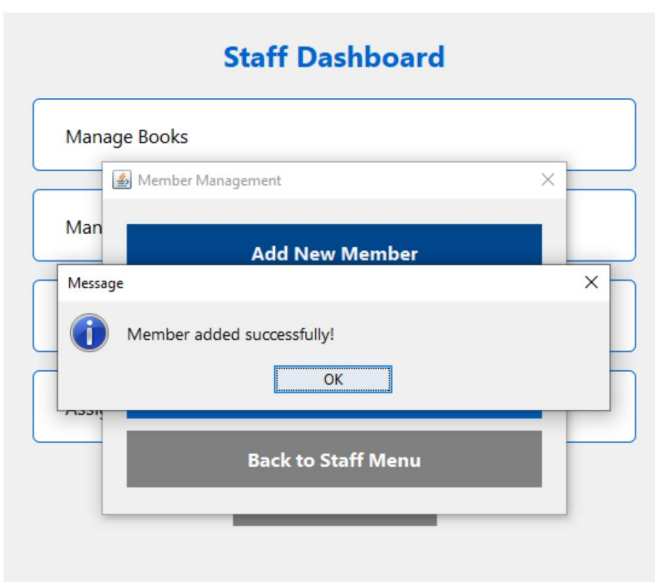 Staff Dashboard
Manage Books
Member Management
Man
Add New Member
Message
Member added successfully!
OK
Back to Staff Menu